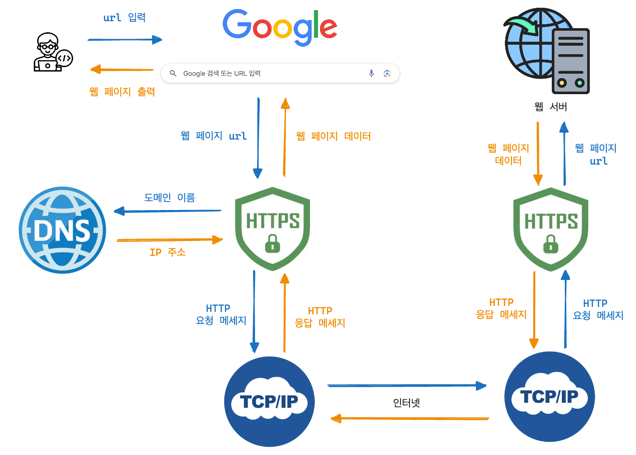 url 입력
Google
Google 검색 또는 URL 입력
웹 페이지 출력
웹 서버
웹 페이지 url
웹 페이지 데이터
웹 페이지
데이터
웹 페이지
url
도메인 이름
DNS
HTTPS
HTTPS
IP 주소
HTTP
요청 메세지
HTTP
응답 메세지
HTTP
응답 메세지
HTTP
요청 메세지
TCP/IP
인터넷
TCP/IP